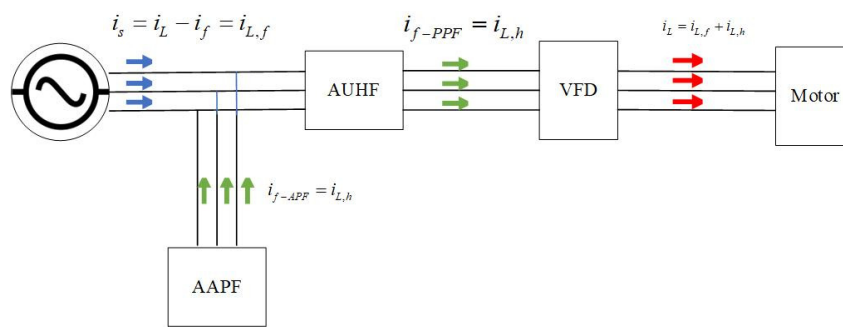 i_s = i_L − i_f = i_{L,f}
i_{f−PPF} = i_{L,h}
i_L = i_{L,f} + i_{L,h}
AUHF
VFD
Motor
i_{f−APF} = i_{L,h}
AAPF